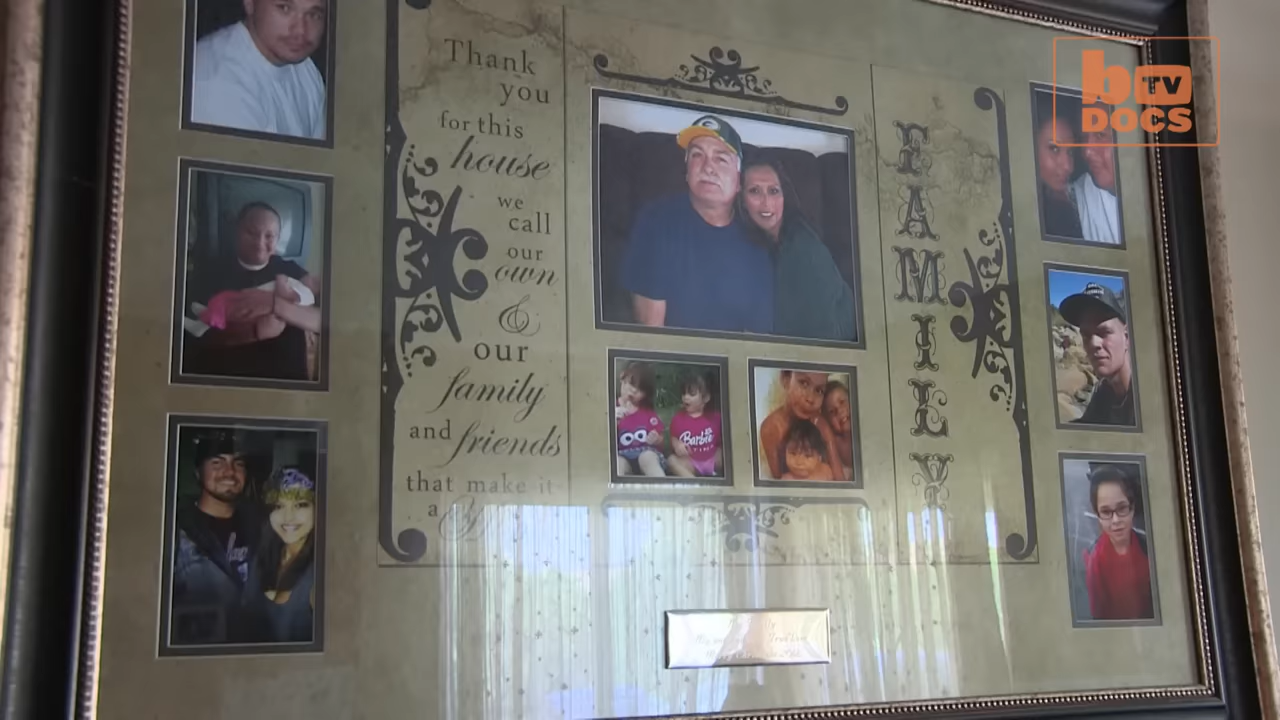 Thank
you
for this
house
we
call
our
own
&
our
family
and friends
that make it
a
FAMILY
Barbie
b TV
DOCS